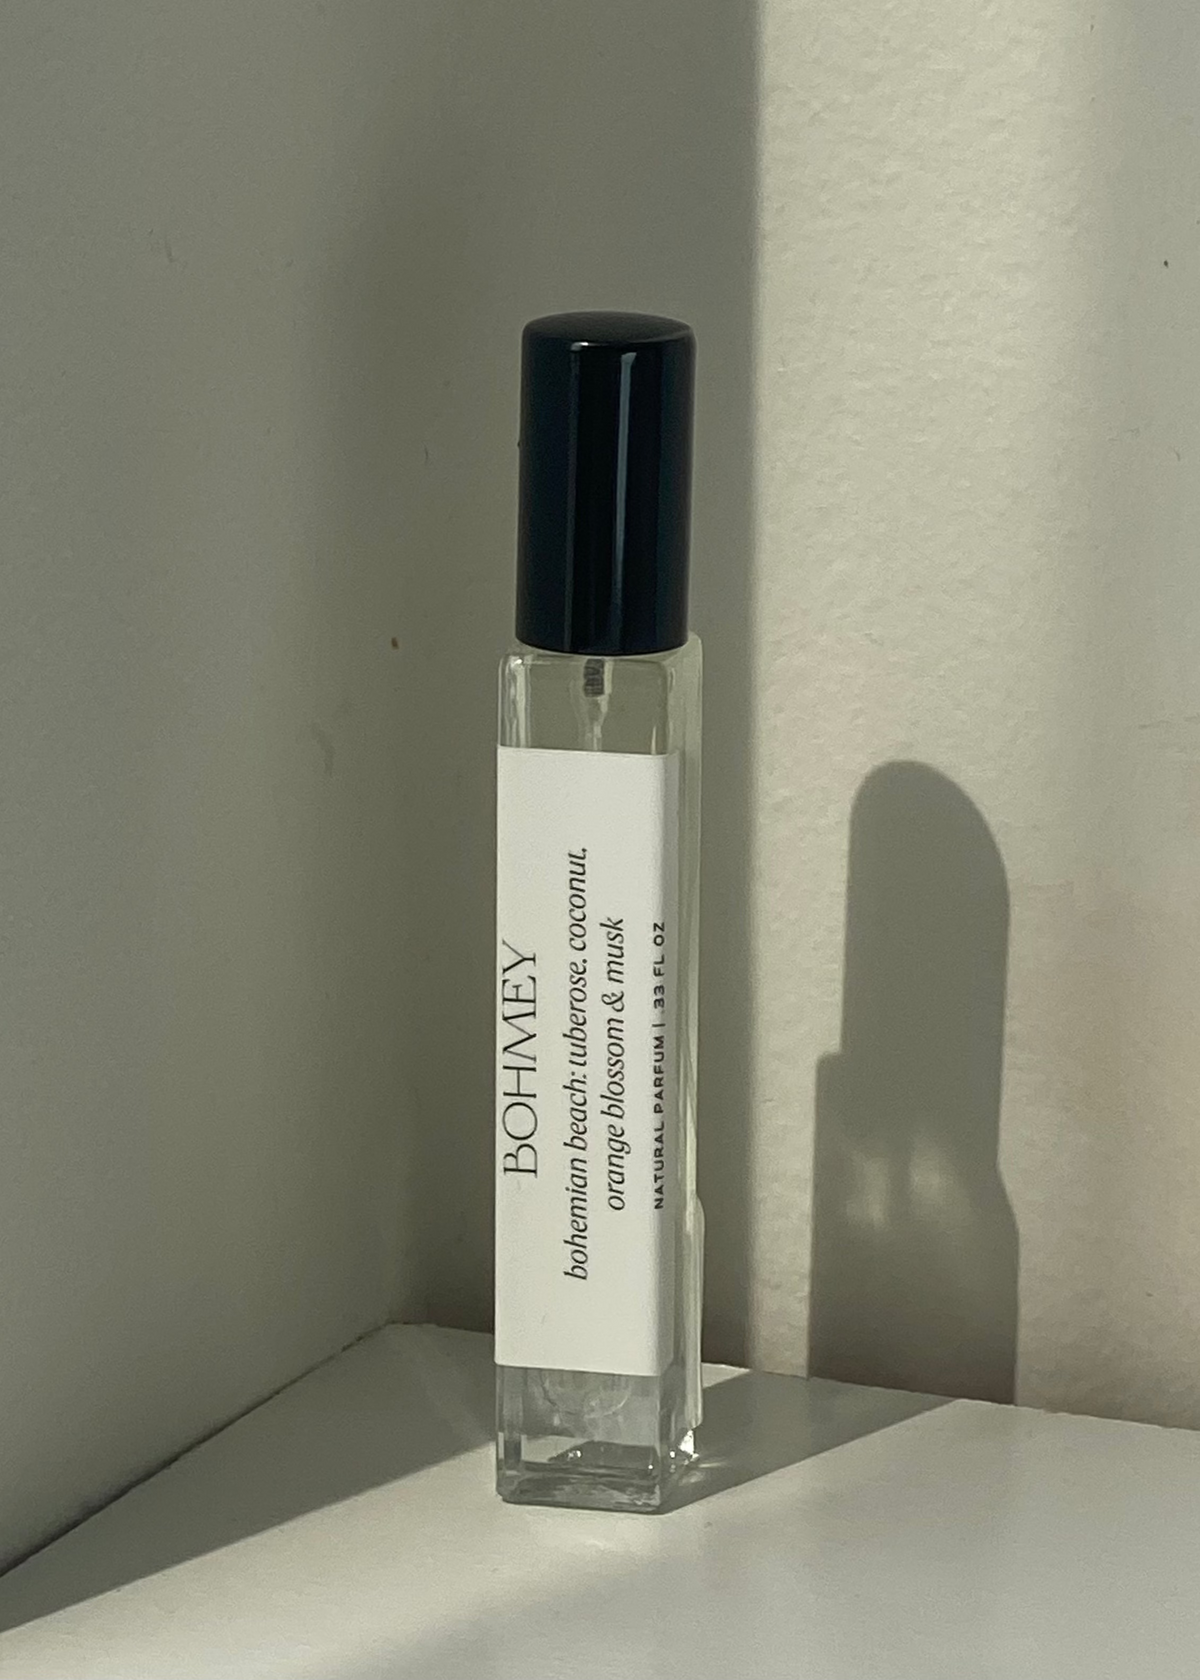 BOHMEY
bohemian beach: tuberose, coconut,
orange blossom & musk
NATURAL PARFUM | .33 FL OZ